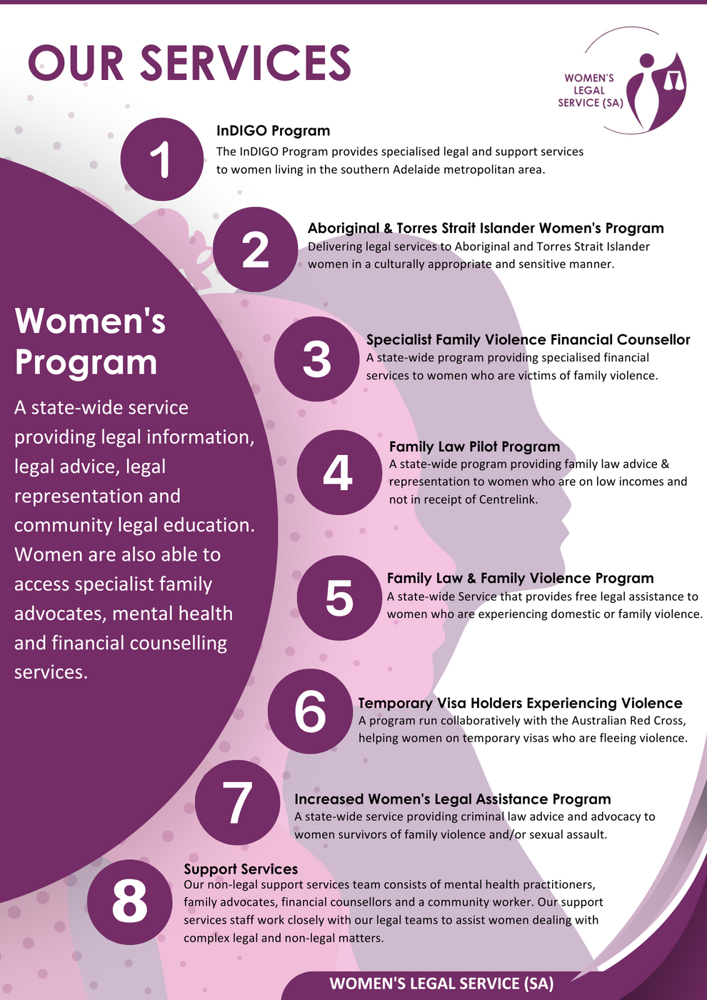 OUR SERVICES
WOMEN'S
LEGAL
SERVICE (SA)
1
InDIGO Program
The InDIGO Program provides specialised legal and support services
to women living in the southern Adelaide metropolitan area.
2
Aboriginal & Torres Strait Islander Women's Program
Delivering legal services to Aboriginal and Torres Strait Islander
women in a culturally appropriate and sensitive manner.
Women's
Program
A state-wide service
providing legal information,
legal advice, legal
representation and
community legal education.
Women are also able to
access specialist family
advocates, mental health
and financial counselling
services.
3
Specialist Family Violence Financial Counsellor
A state-wide program providing specialised financial
services to women who are victims of family violence.
4
Family Law Pilot Program
A state-wide program providing family law advice &
representation to women who are on low incomes and
not in receipt of Centrelink.
5
Family Law & Family Violence Program
A state-wide Service that provides free legal assistance to
women who are experiencing domestic or family violence.
6
Temporary Visa Holders Experiencing Violence
A program run collaboratively with the Australian Red Cross,
helping women on temporary visas who are fleeing violence.
7
Increased Women's Legal Assistance Program
A state-wide service providing criminal law advice and advocacy to
women survivors of family violence and/or sexual assault.
8
Support Services
Our non-legal support services team consists of mental health practitioners,
family advocates, financial counsellors and a community worker. Our support
services staff work closely with our legal teams to assist women dealing with
complex legal and non-legal matters.
WOMEN'S LEGAL SERVICE (SA)